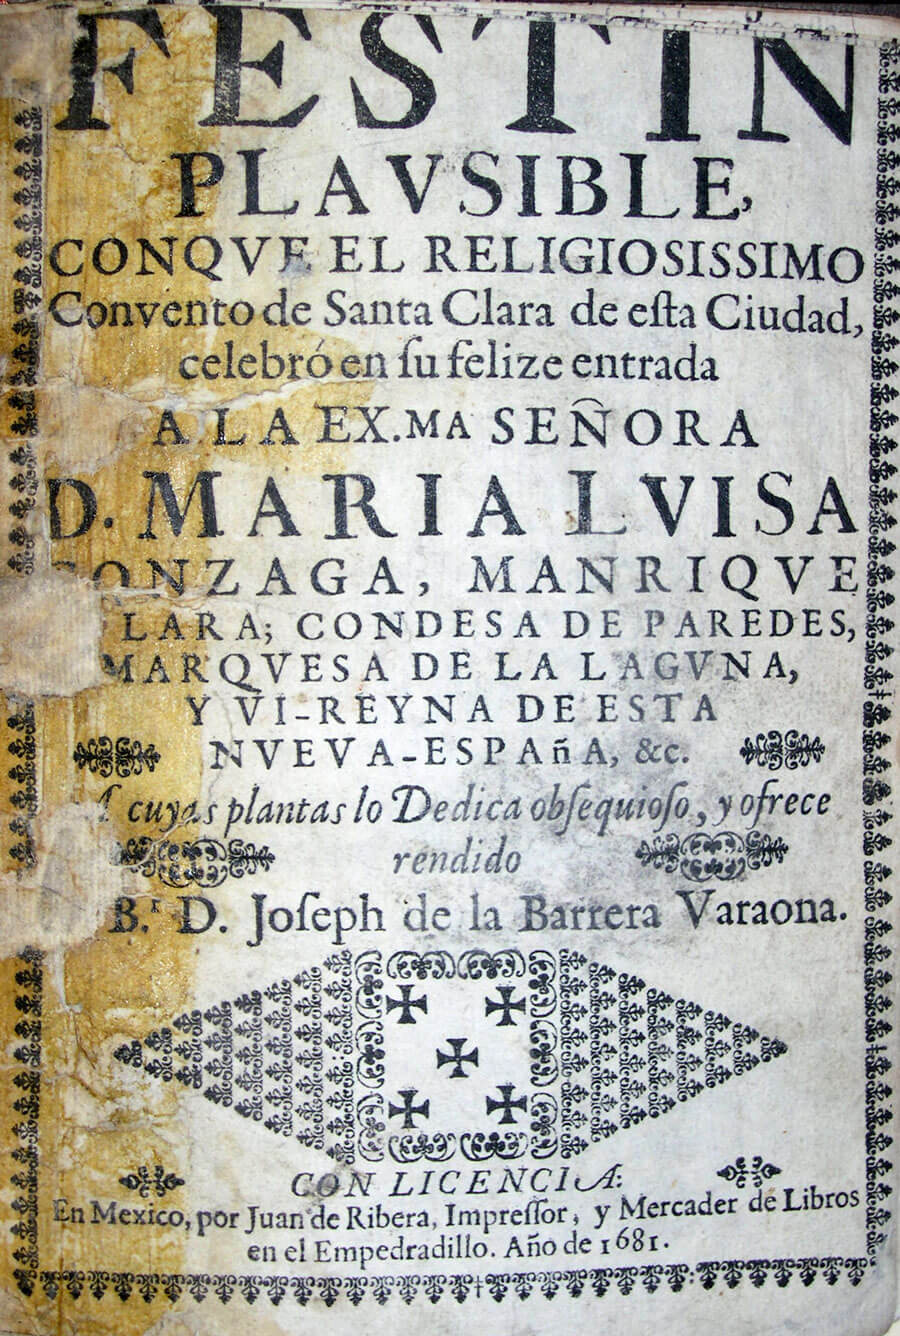 FESTIN
PLAVSIBLE,
CONQVE EL RELIGIOSISSIMO
Convento de Santa Clara de eſta Ciudad,
celebró en ſu felize entrada
A LA EX.MA SEÑORA
D. MARIA LVISA
GONZAGA, MANRIQVE
LARA; CONDESA DE PAREDES,
MARQVESA DE LA LAGVNA,
Y VI-REYNA DE ESTA
NVEVA-ESPAñA, &c.
A cuyas plantas lo Dedica obſequioſo, y ofrece
rendido
B.r D. Joſeph de la Barrera Varaona.
CON LICENCIA:
En Mexico, por Juan de Ribera, Impreſſor, y Mercader de Libros
en el Empedradillo. Año de 1681.